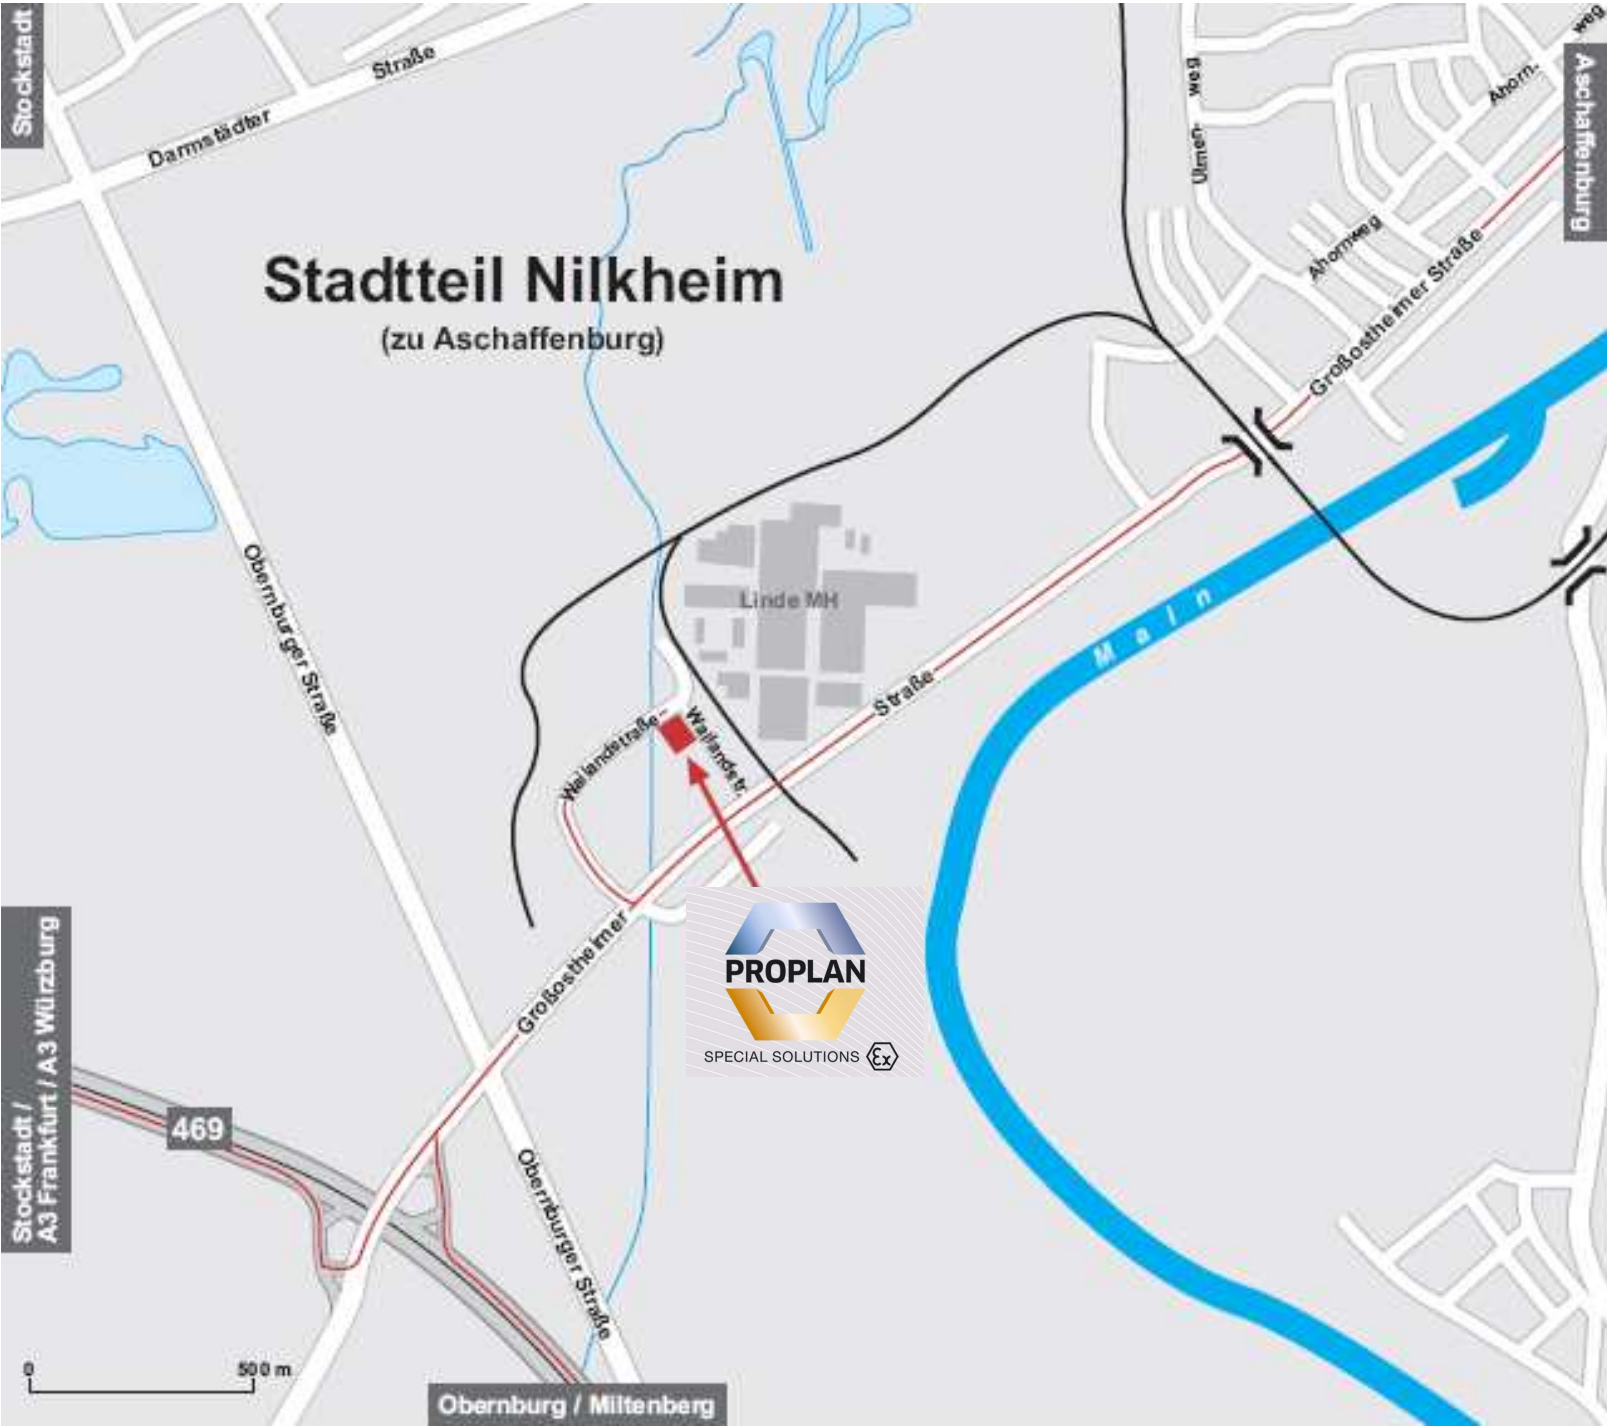 Stockstadt
Straße
Darmstädter
Ulmen-
weg
weg
Ahorn-
Aschaffenburg
Ahornweg
Großostheimer Straße
Stadtteil Nilkheim
(zu Aschaffenburg)
Obernburger Straße
Linde MH
Main
Straße
Wailandstraße
Wailandstr.
Großostheimer
PROPLAN
SPECIAL SOLUTIONS Ex
Stockstadt /
A3 Frankfurt / A3 Würzburg
469
Obernburger Straße
0 500 m
Obernburg / Miltenberg